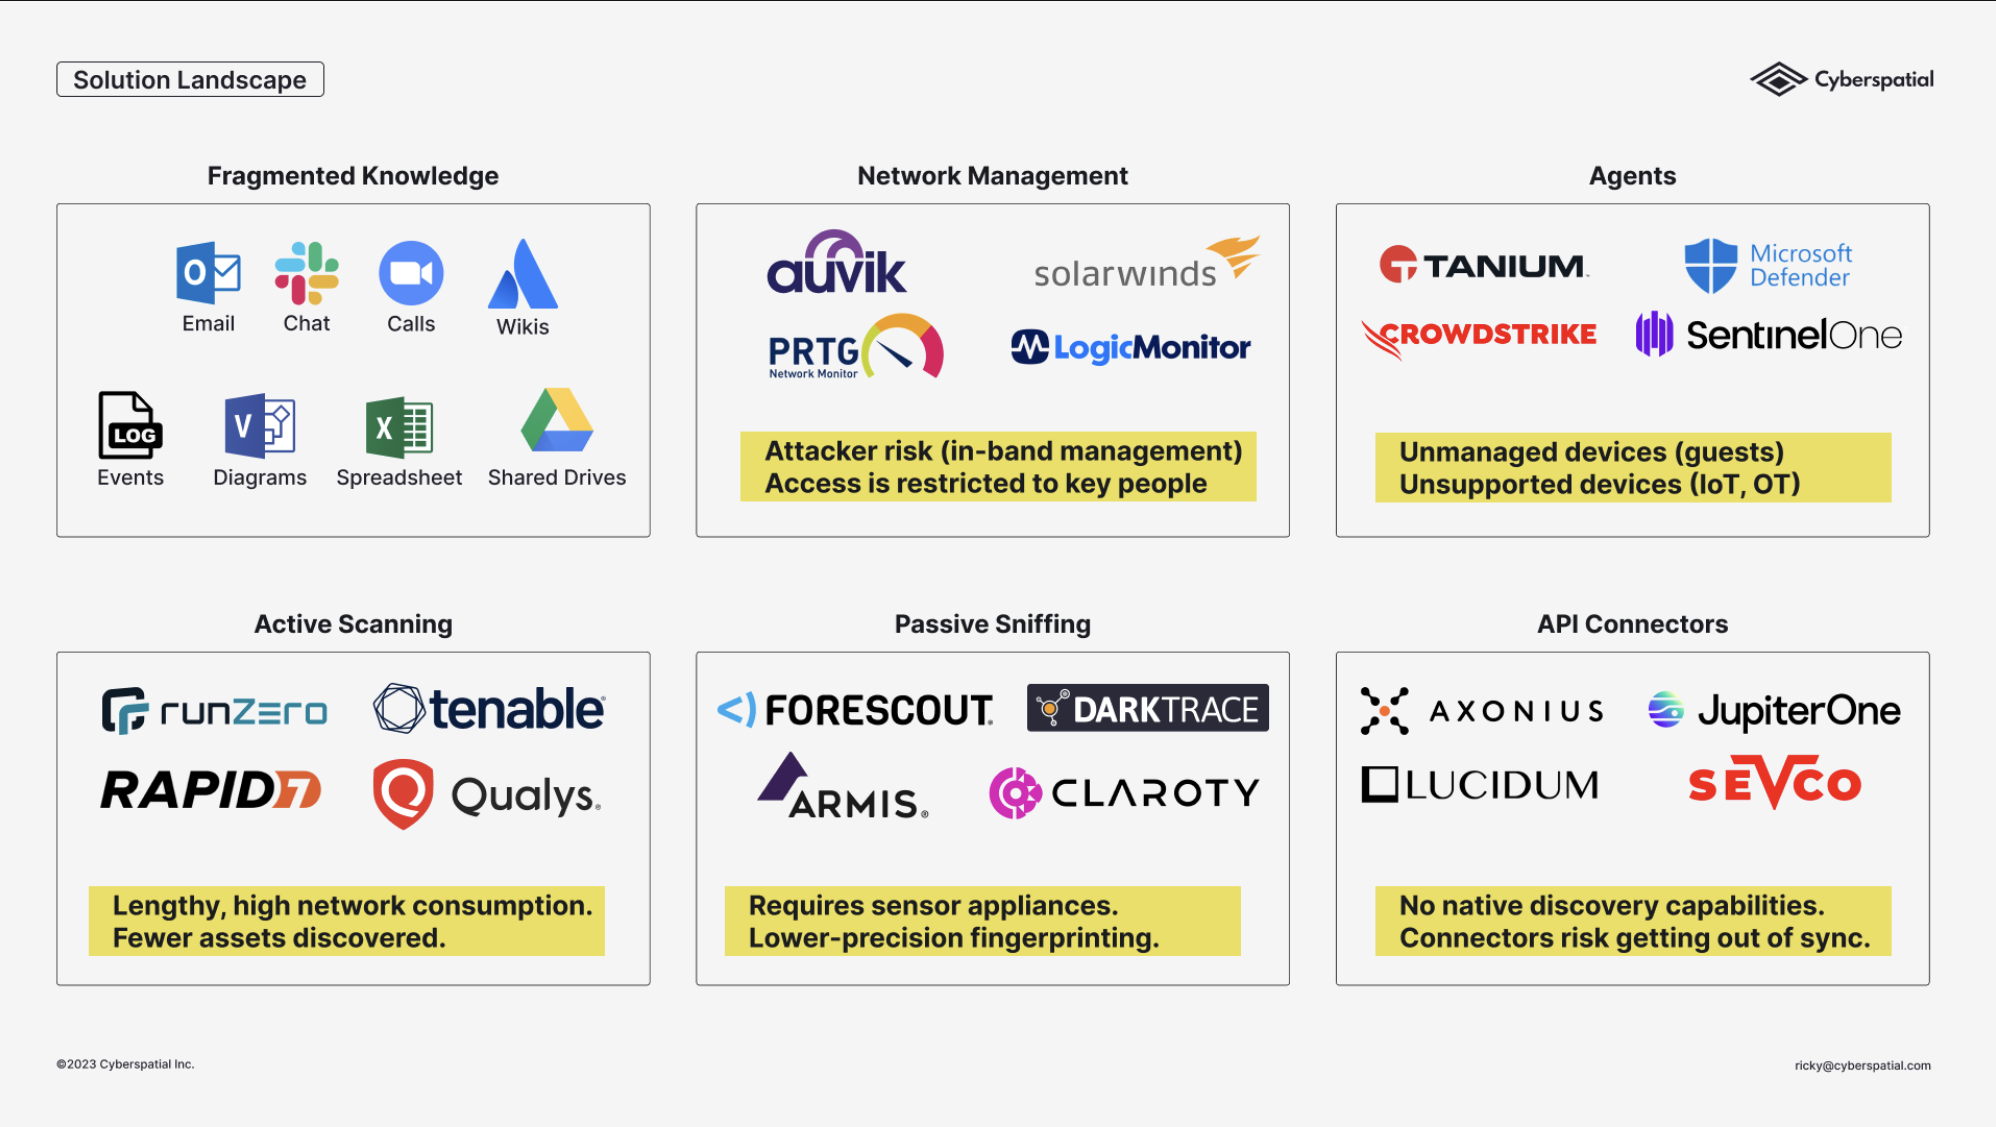 Solution Landscape
Cyberspatial
Fragmented Knowledge
Email
Chat
Calls
Wikis
LOG
Events
V
Diagrams
X
Spreadsheet
Shared Drives
O
Network Management
auvik
solarwinds
PRTG
Network Monitor
LogicMonitor
Attacker risk (in-band management)
Access is restricted to key people
Agents
TANIUM
Microsoft
Defender
CROWDSTRIKE
SentinelOne
Unmanaged devices (guests)
Unsupported devices (IoT, OT)
Active Scanning
runZero
tenable®
RAPID7
Qualys®
Lengthy, high network consumption.
Fewer assets discovered.
Passive Sniffing
<) FORESCOUT®
DARKTRACE
ARMIS®
CLAROTY
Requires sensor appliances.
Lower-precision fingerprinting.
API Connectors
AXONIUS
JupiterOne
LUCIDUM
SEVCO
No native discovery capabilities.
Connectors risk getting out of sync.
©2023 Cyberspatial Inc.
ricky@cyberspatial.com